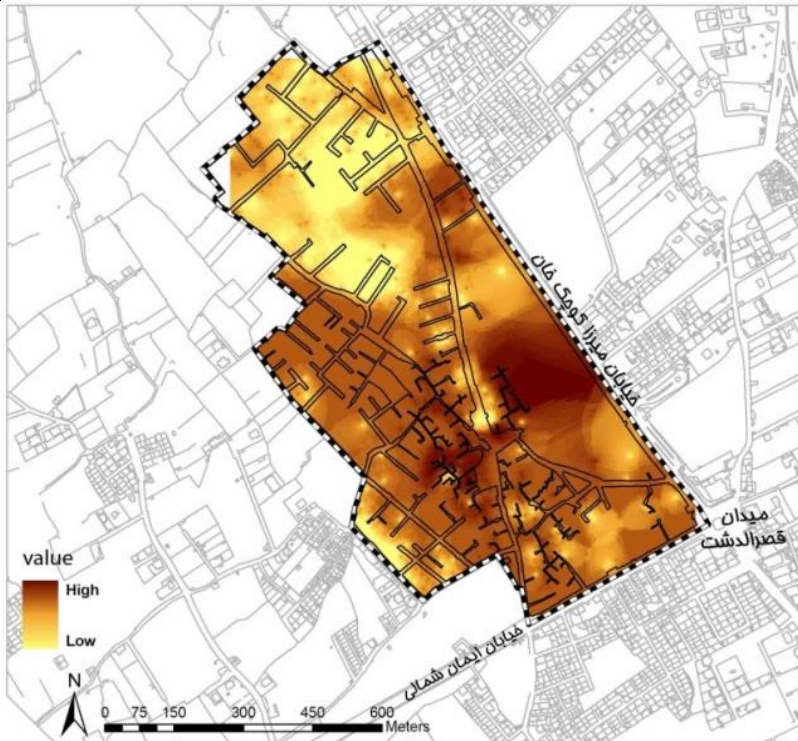 خیابان میرزا کوچک خان
میدان
قصرالدشت
خیابان ایمان شمالی
value
High
Low
N
0 75 150 300 450 600
Meters